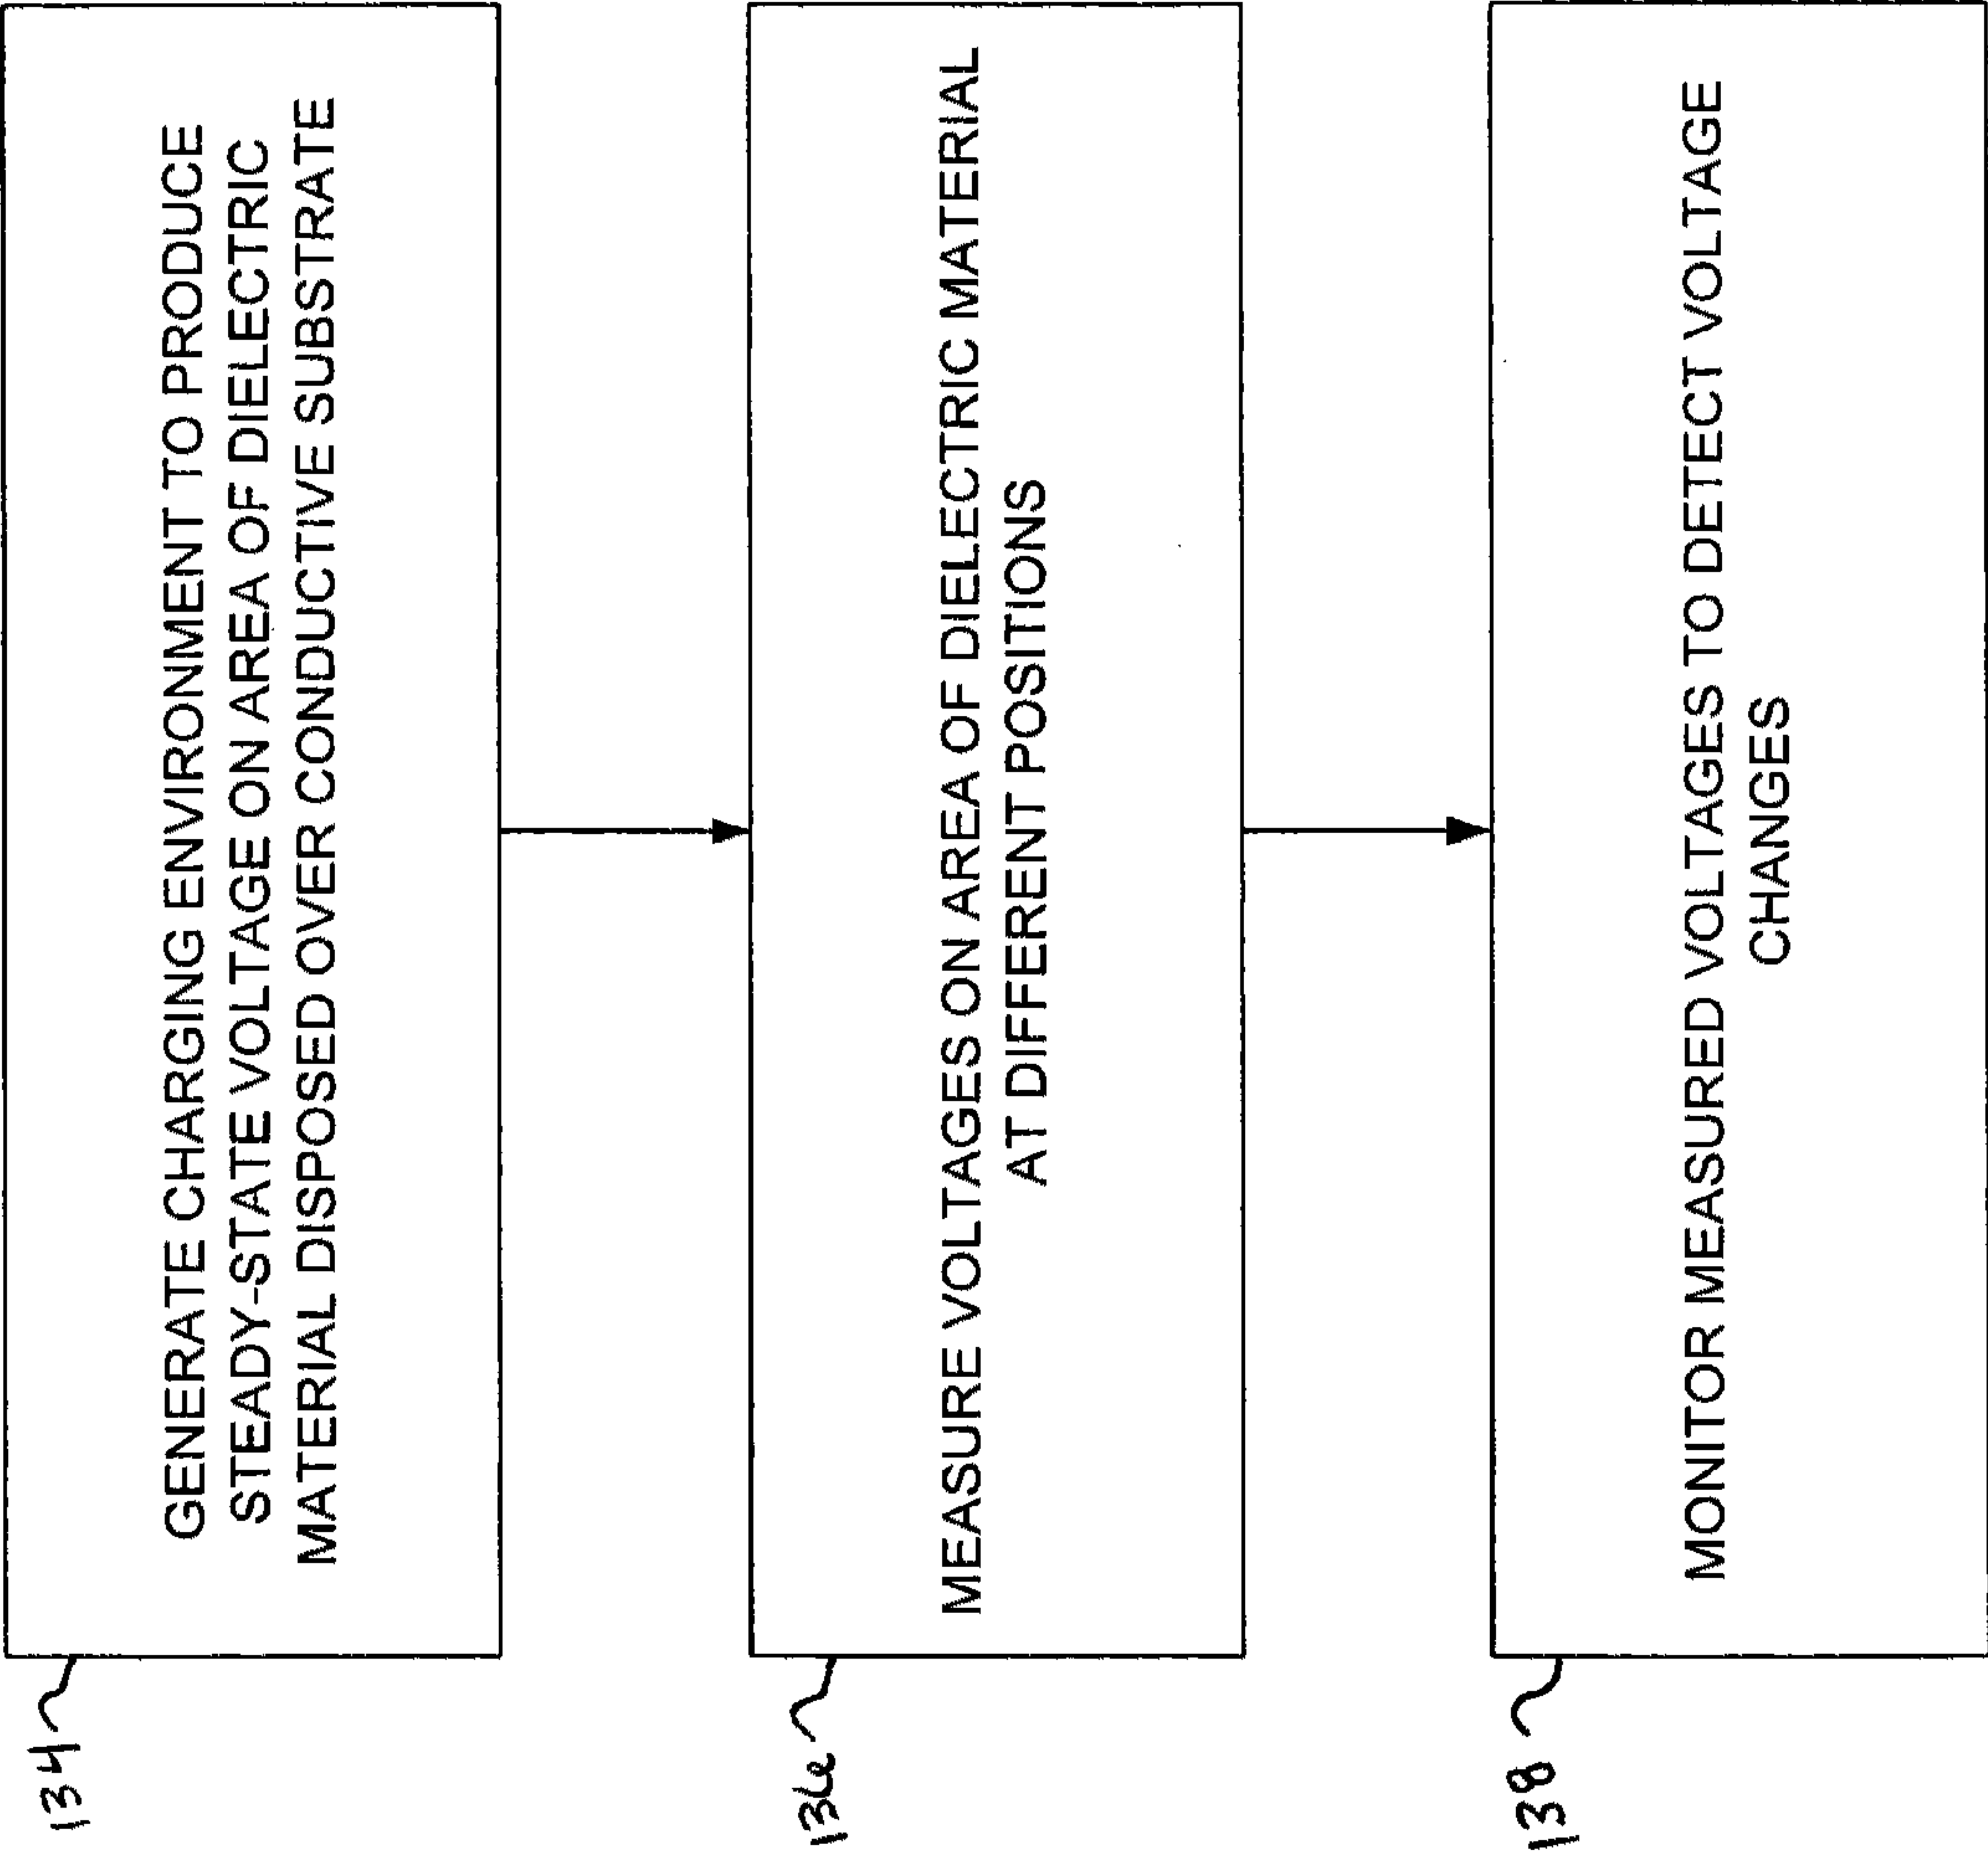 134
GENERATE CHARGING ENVIRONMENT TO PRODUCE
STEADY-STATE VOLTAGE ON AREA OF DIELECTRIC
MATERIAL DISPOSED OVER CONDUCTIVE SUBSTRATE
136
MEASURE VOLTAGES ON AREA OF DIELECTRIC MATERIAL
AT DIFFERENT POSITIONS
138
MONITOR MEASURED VOLTAGES TO DETECT VOLTAGE
CHANGES